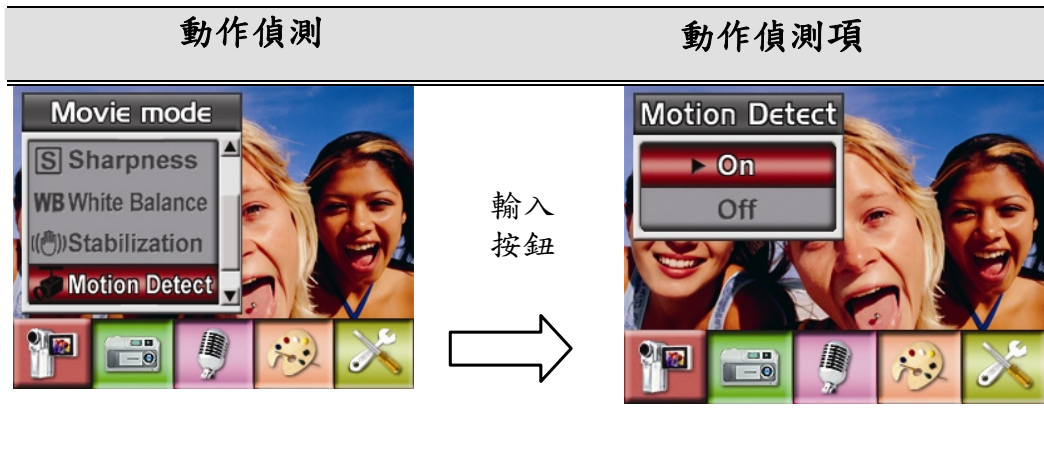 動作偵測
動作偵測項
Movie mode
S Sharpness
WB White Balance
Stabilization
Motion Detect
輸入
按鈕
Motion Detect
On
Off